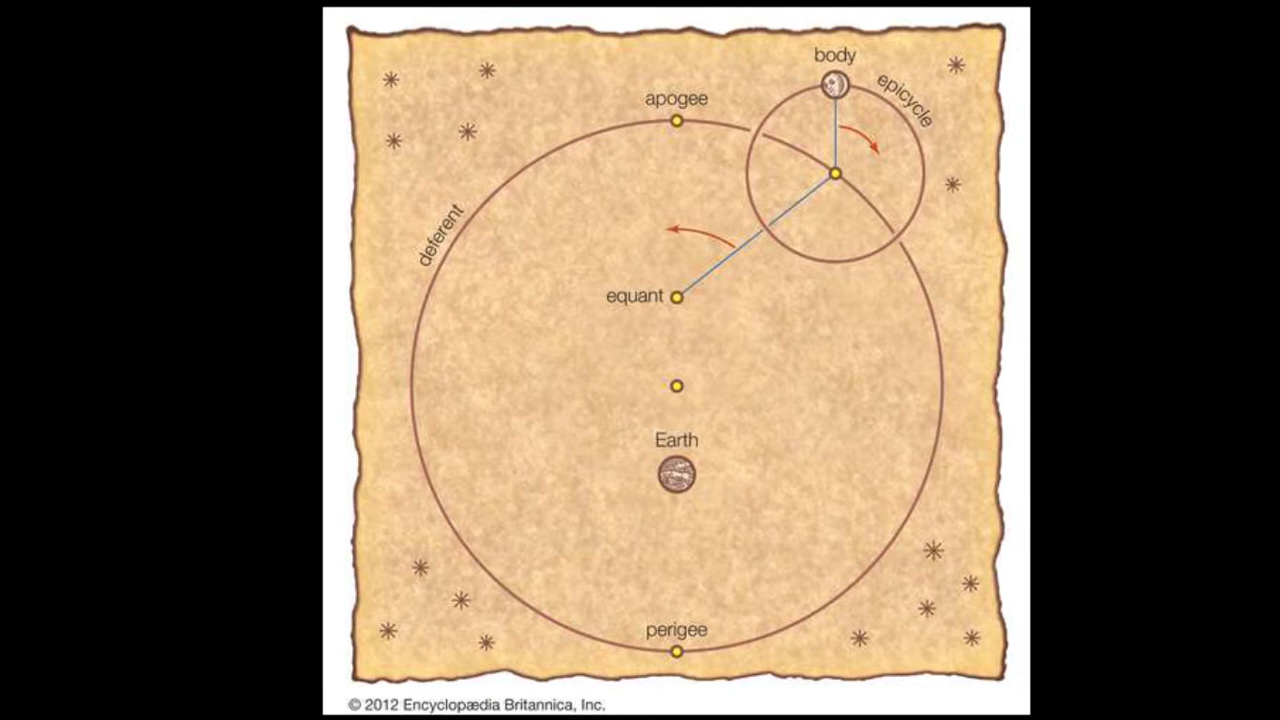 body
epicycle
apogee
deferent
equant
Earth
perigee
© 2012 Encyclopædia Britannica, Inc.